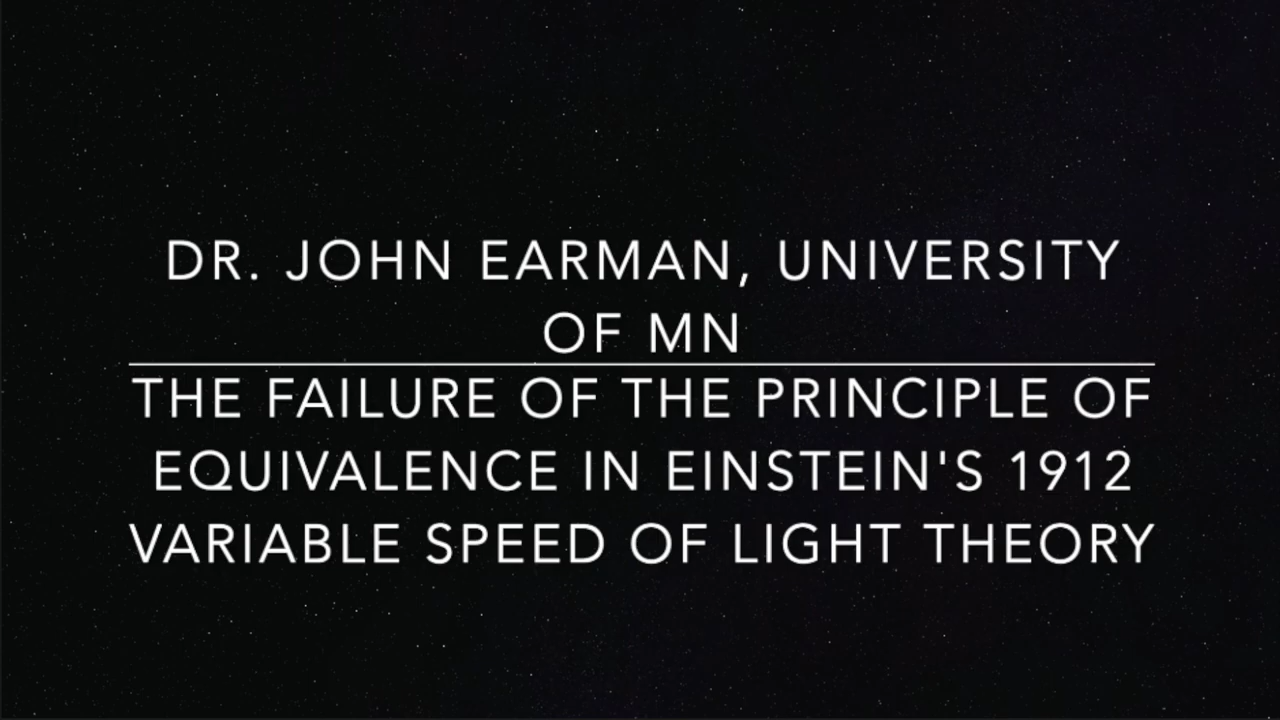 DR. JOHN EARMAN, UNIVERSITY
OF MN
THE FAILURE OF THE PRINCIPLE OF
EQUIVALENCE IN EINSTEIN'S 1912
VARIABLE SPEED OF LIGHT THEORY